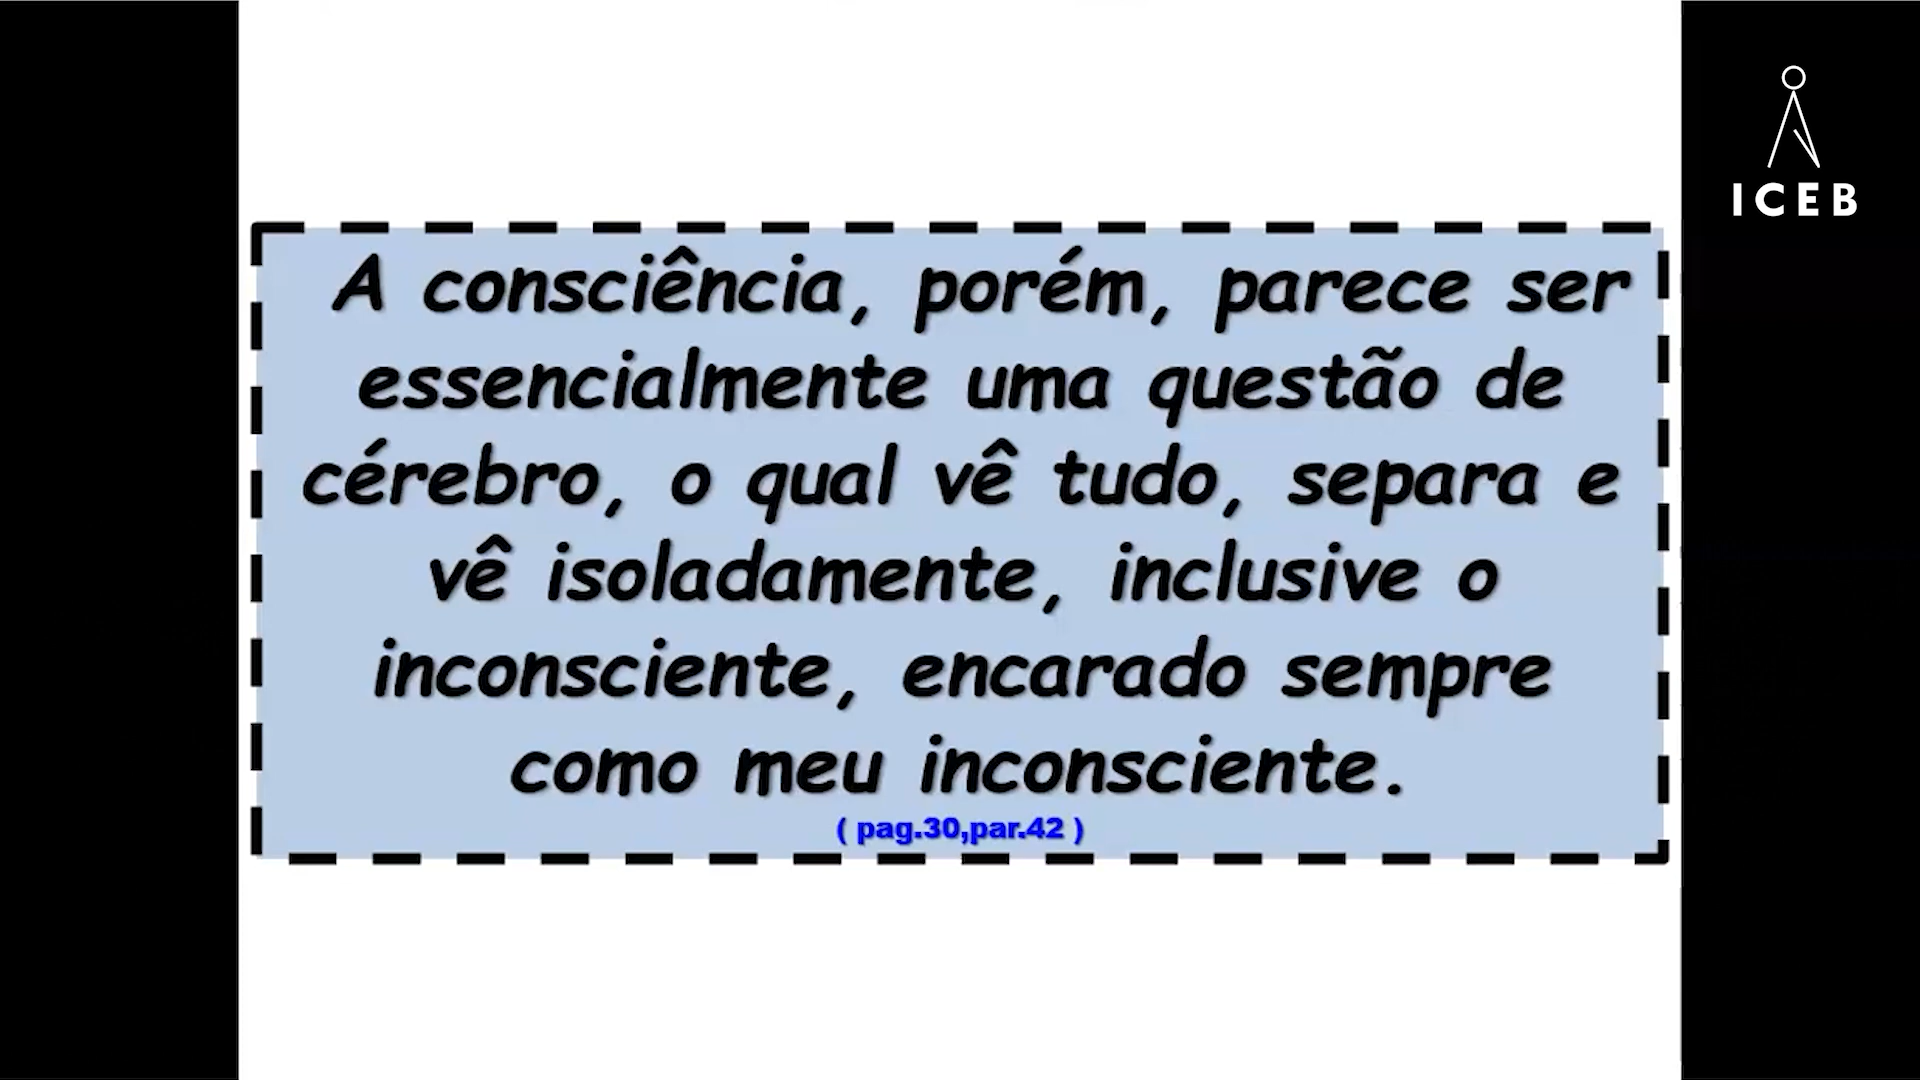 ICEB
A consciência, porém, parece ser
essencialmente uma questão de
cérebro, o qual vê tudo, separa e
vê isoladamente, inclusive o
inconsciente, encarado sempre
como meu inconsciente.
( pag.30,par.42 )